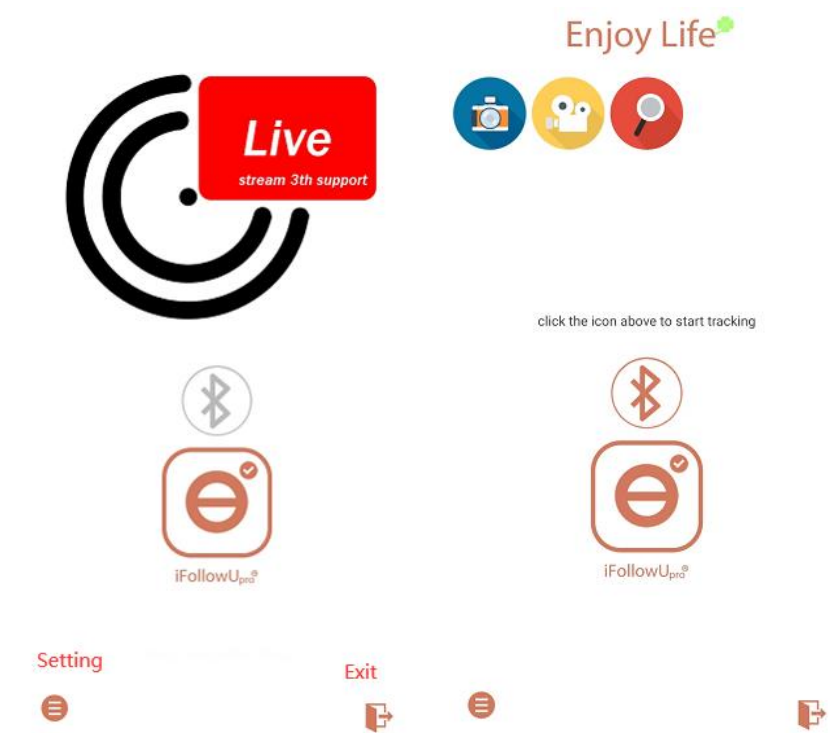 Live
stream 3th support
iFollowUpro®
Setting
Exit
Enjoy Life
click the icon above to start tracking
iFollowUpro®